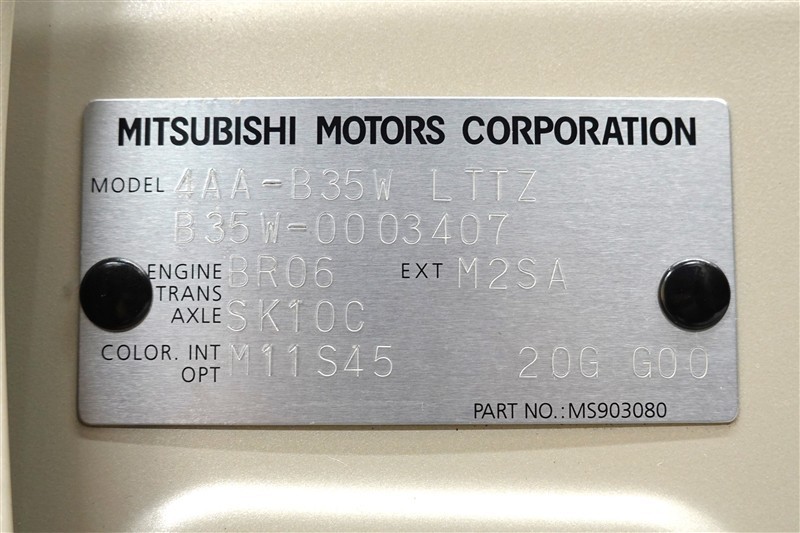 MITSUBISHI MOTORS CORPORATION
MODEL 4AA-B35W LTTZ
B35W-0003407
ENGINE BR06 EXT M2SA
TRANS
AXLE SK10C
COLOR. INT M11S45 20G G00
OPT
PART NO.:MS903080